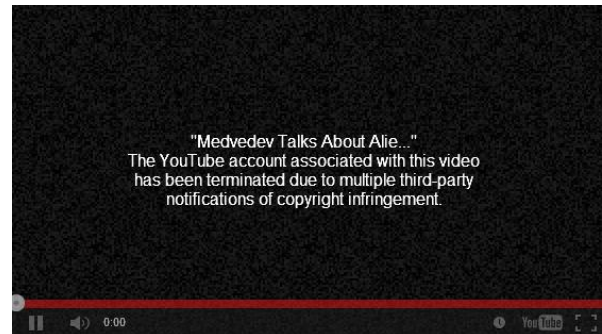 "Medvedev Talks About Alie..."
The YouTube account associated with this video
has been terminated due to multiple third-party
notifications of copyright infringement.
0:00
YouTube